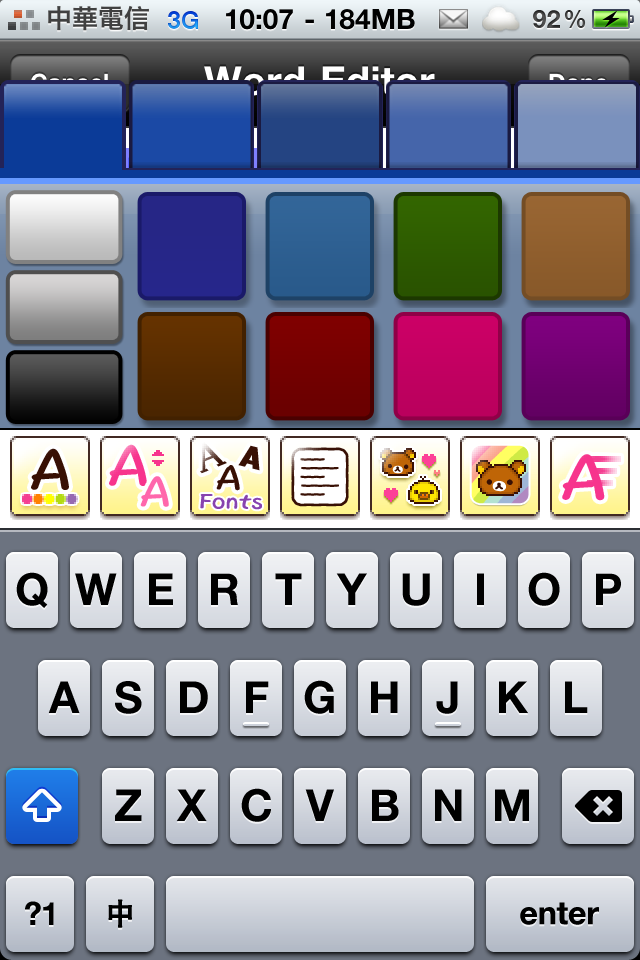 中華電信 3G 10:07 - 184MB 92%
Cancel Word Editor Done
A A A A A A Fonts A
Q W E R T Y U I O P
A S D F G H J K L
Z X C V B N M
?1 中 enter